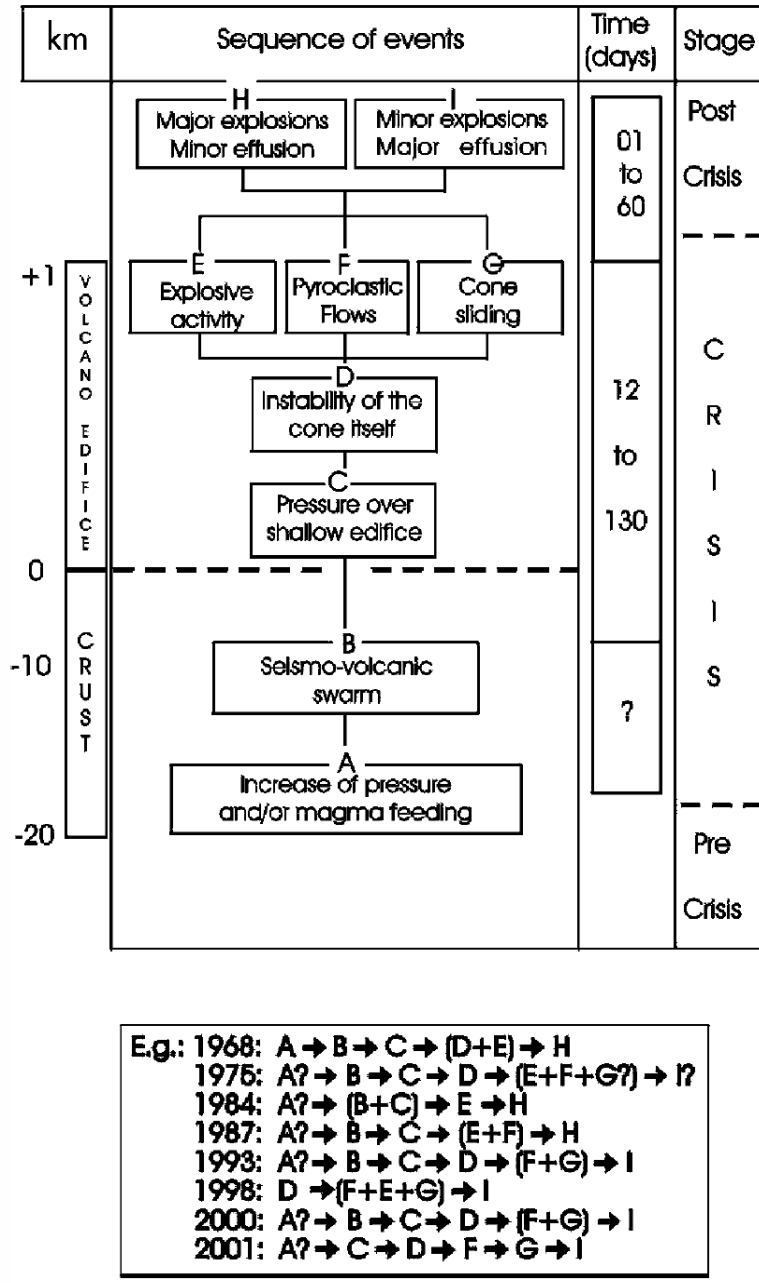 km
Sequence of events
Time
(days)
Stage
H
Major explosions
Minor effusion
I
Minor explosions
Major effusion
01
to
60
Post
Crisis
+1
VOLCANO EDIFICE
E
Explosive
activity
F
Pyroclastic
Flows
G
Cone
sliding
D
Instability of the
cone itself
C
Pressure over
shallow edifice
12
to
130
C
R
I
S
I
S
0
CRUST
-10
B
Seismo-volcanic
swarm
?
A
Increase of pressure
and/or magma feeding
-20
Pre
Crisis
E.g.: 1968: A → B → C → (D+E) → H
1975: A? → B → C → D → (E+F+G?) → I?
1984: A? → (B+C) → E → H
1987: A? → B → C → (E+F) → H
1993: A? → B → C → D → (F+G) → I
1998: D → (F+E+G) → I
2000: A? → B → C → D → (F+G) → I
2001: A? → C → D → F → G → I